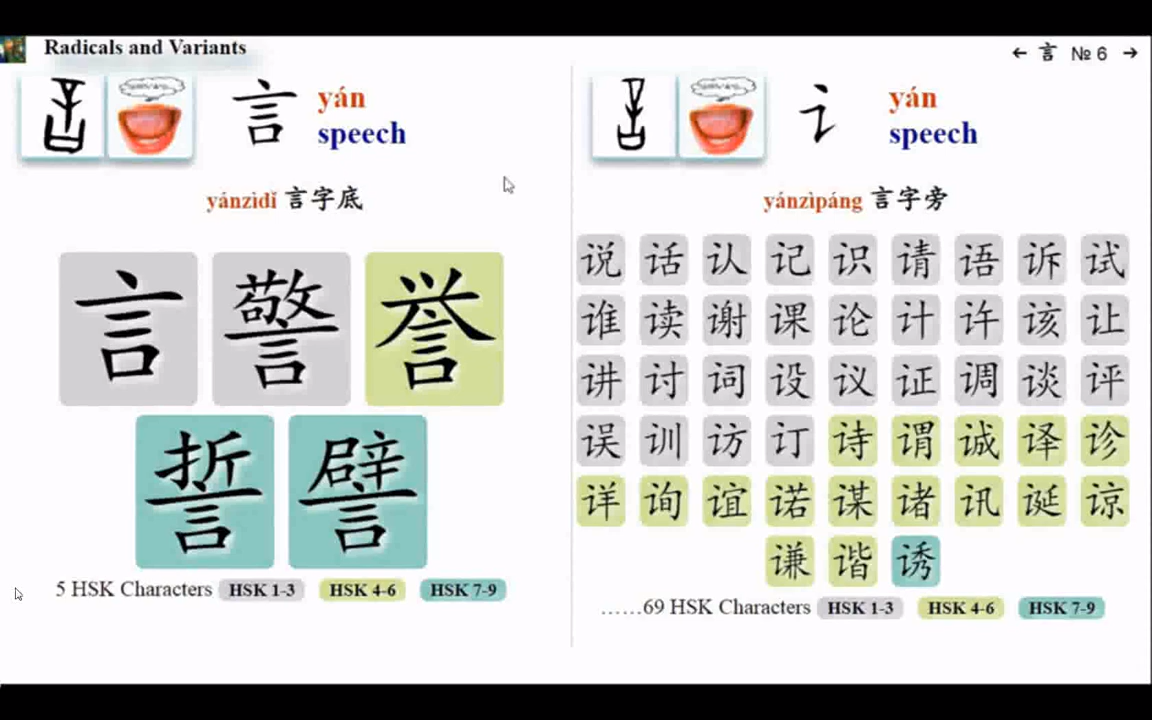 Radicals and Variants
← 言 № 6 →
言 yán
speech
yánzìdǐ 言字底
言 警 誉
誓 譬
5 HSK Characters HSK 1-3 HSK 4-6 HSK 7-9
讠 yán
speech
yánzìpáng 言字旁
说 话 认 记 识 请 语 诉 试
谁 读 谢 课 论 计 许 该 让
讲 讨 词 设 议 证 调 谈 评
误 训 访 订 诗 谓 诚 译 诊
详 询 谊 诺 谋 诸 讯 诞 谅
谦 谐 诱
……69 HSK Characters HSK 1-3 HSK 4-6 HSK 7-9